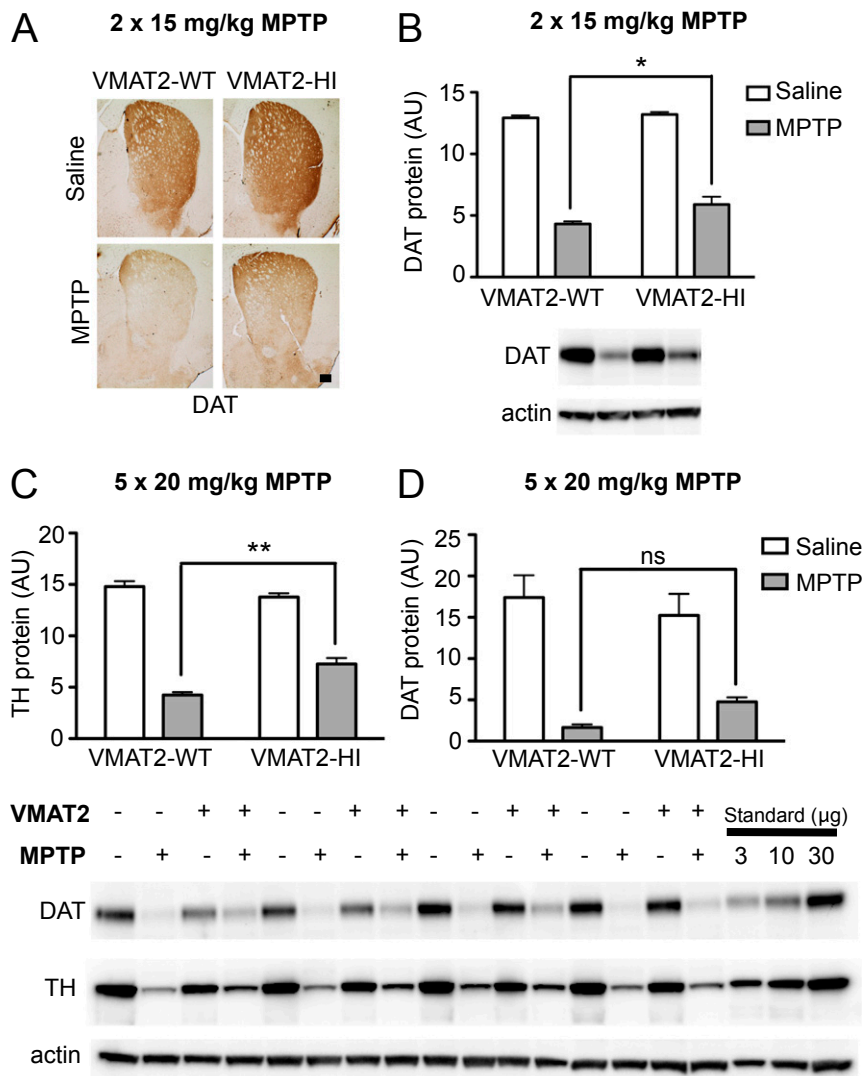 A
2 x 15 mg/kg MPTP
VMAT2-WT VMAT2-HI
Saline
MPTP
DAT
B
2 x 15 mg/kg MPTP
*
Saline
MPTP
DAT protein (AU)
15
10
5
0
VMAT2-WT VMAT2-HI
DAT
actin
C
5 x 20 mg/kg MPTP
**
TH protein (AU)
20
15
10
5
0
VMAT2-WT VMAT2-HI
D
5 x 20 mg/kg MPTP
ns
Saline
MPTP
DAT protein (AU)
25
20
15
10
5
0
VMAT2-WT VMAT2-HI
VMAT2 - - + + - - + + - - + + - - + + Standard (µg)
MPTP - + - + - + - + - + - + - + - + 3 10 30
DAT
TH
actin